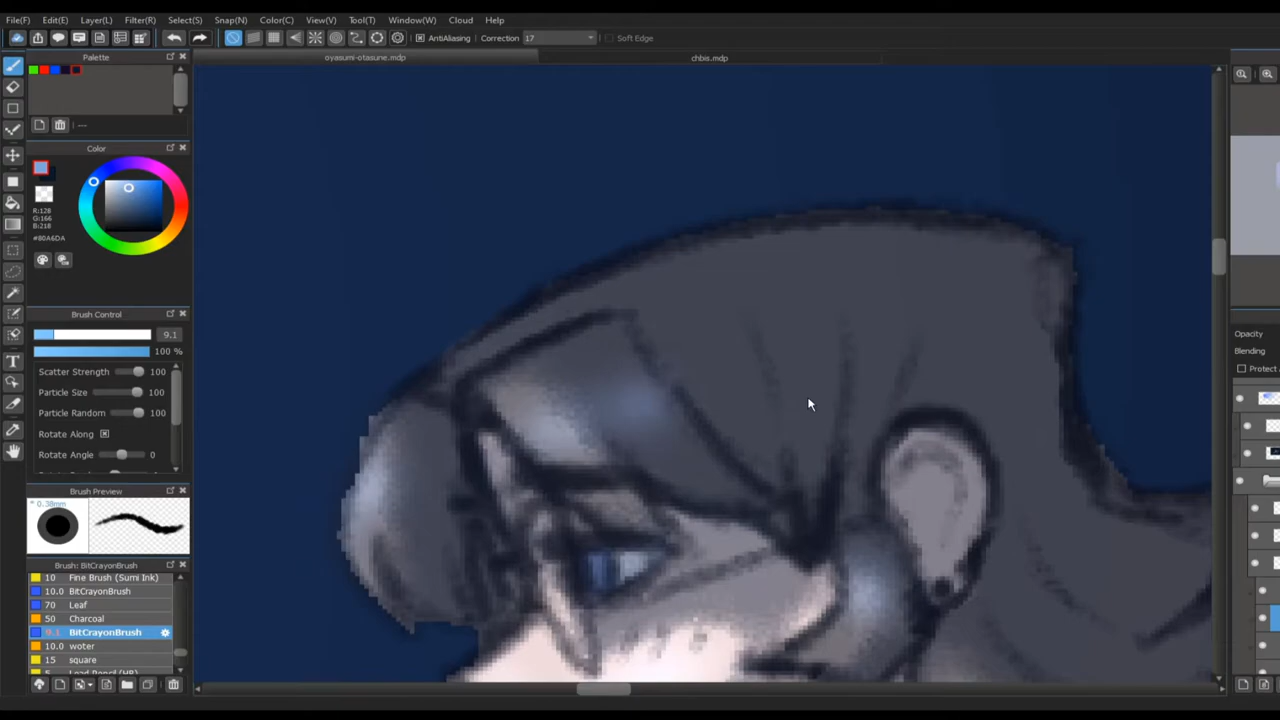 File(F) Edit(E) Layer(L) Filter(R) Select(S) Snap(N) Color(C) View(V) Tool(T) Window(W) Cloud Help
AntiAliasing Correction 17 Soft Edge
Palette
oyasumi-otasune.mdp chbis.mdp
---
Color
R:128
G:166
B:218
#80A6DA
Brush Control
9.1
100 %
Scatter Strength 100
Particle Size 100
Particle Random 100
Rotate Along
Rotate Angle 0
Brush Preview
* 0.38mm
Brush: BitCrayonBrush
10 Fine Brush (Sumi Ink)
10.0 BitCrayonBrush
70 Leaf
50 Charcoal
9.1 BitCrayonBrush
10.0 woter
15 square
5 Lead Pencil (HB)
Opacity
Blending
Protect
T